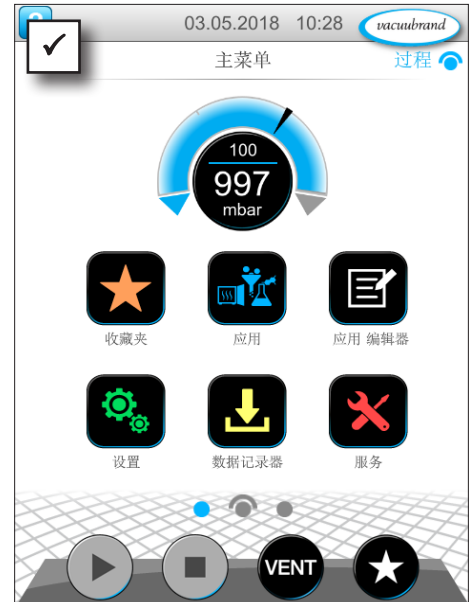 03.05.2018 10:28 vacuubrand
主菜单 过程
100
997
mbar
收藏夹 应用 应用 编辑器
设置 数据记录器 服务
VENT